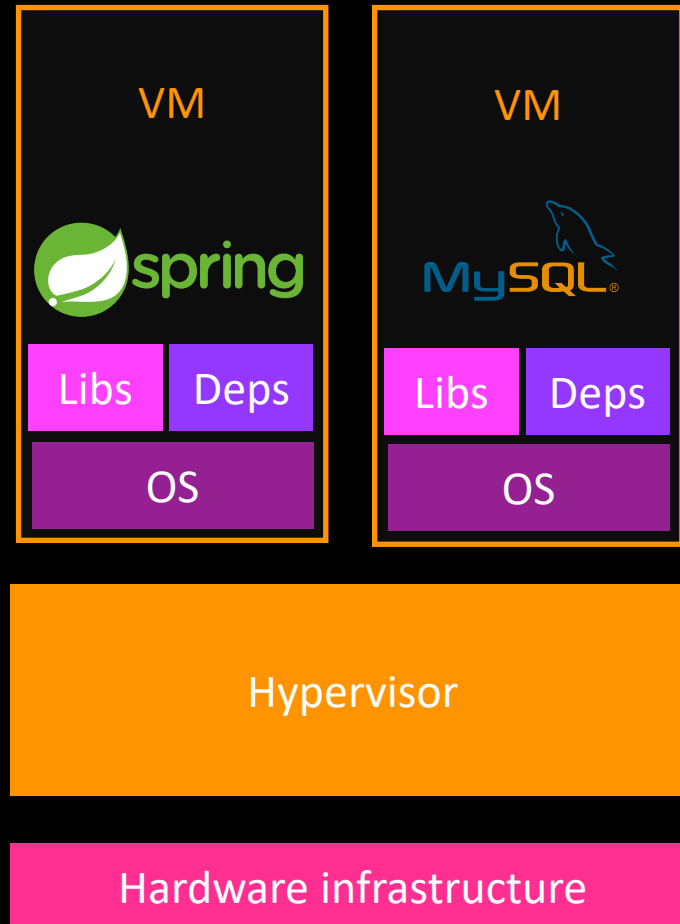 VM
spring
Libs Deps
OS
VM
MySQL®
Libs Deps
OS
Hypervisor
Hardware infrastructure